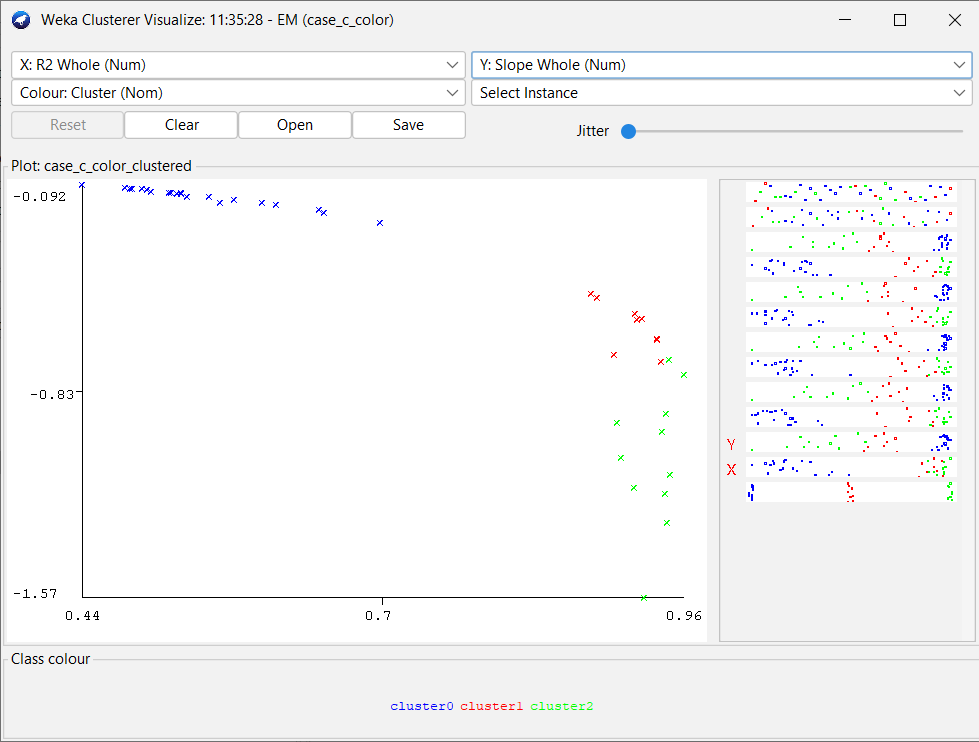 Weka Clusterer Visualize: 11:35:28 - EM (case_c_color)
X: R2 Whole (Num) Y: Slope Whole (Num)
Colour: Cluster (Nom) Select Instance
Reset Clear Open Save Jitter
Plot: case_c_color_clustered
-0.092
-0.83
-1.57
0.44 0.7 0.96
Y
X
Class colour
cluster0 cluster1 cluster2